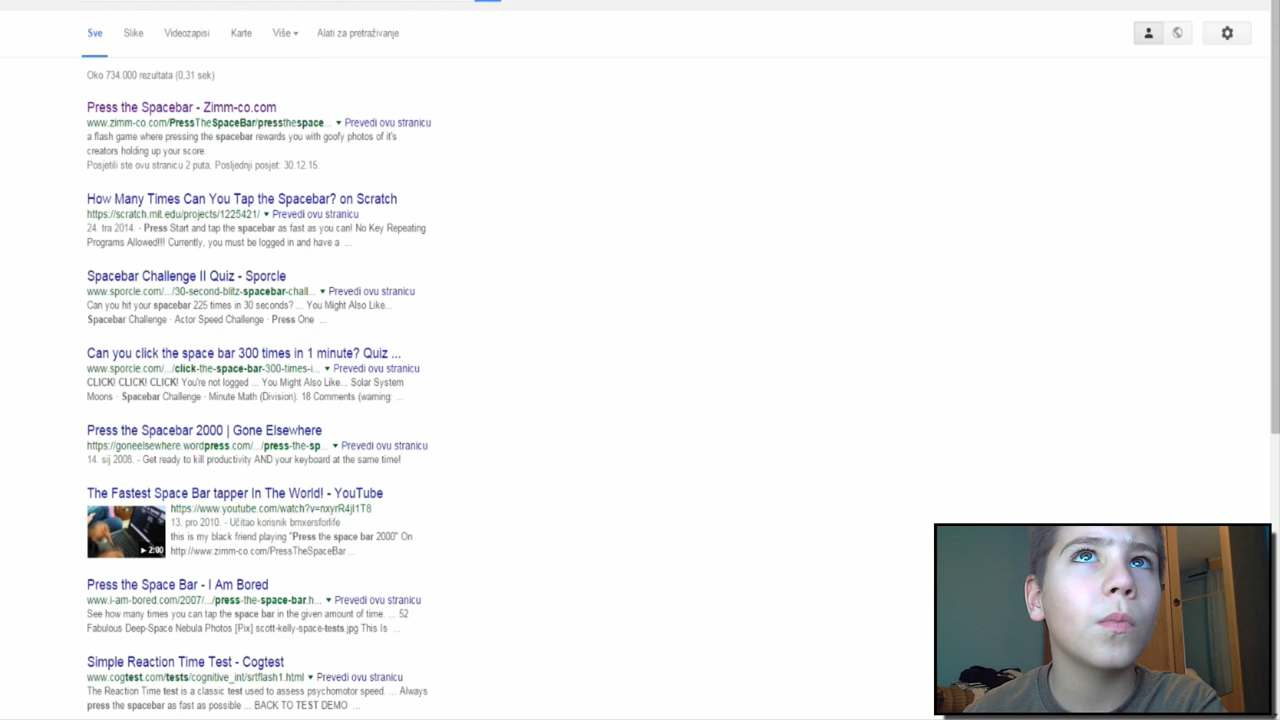 Sve Slike Videozapisi Karte Više ▾ Alati za pretraživanje
Oko 734.000 rezultata (0,31 sek)
Press the Spacebar - Zimm-co.com
www.zimm-co.com/PressTheSpaceBar/pressthespace... ▾ Prevedi ovu stranicu
a flash game where pressing the spacebar rewards you with goofy photos of it's
creators holding up your score.
Posjetili ste ovu stranicu 2 puta. Posljednji posjet: 30.12.15.
How Many Times Can You Tap the Spacebar? on Scratch
https://scratch.mit.edu/projects/1225421/ ▾ Prevedi ovu stranicu
24. tra 2014. - Press Start and tap the spacebar as fast as you can! No Key Repeating
Programs Allowed!!! Currently, you must be logged in and have a ...
Spacebar Challenge II Quiz - Sporcle
www.sporcle.com/.../30-second-blitz-spacebar-chall... ▾ Prevedi ovu stranicu
Can you hit your spacebar 225 times in 30 seconds? ... You Might Also Like...
Spacebar Challenge · Actor Speed Challenge · Press One ...
Can you click the space bar 300 times in 1 minute? Quiz ...
www.sporcle.com/.../click-the-space-bar-300-times-i... ▾ Prevedi ovu stranicu
CLICK! CLICK! CLICK! You're not logged ... You Might Also Like... Solar System
Moons · Spacebar Challenge · Minute Math (Division). 18 Comments (warning: ...
Press the Spacebar 2000 | Gone Elsewhere
https://goneelsewhere.wordpress.com/.../press-the-sp... ▾ Prevedi ovu stranicu
14. sij 2008. - Get ready to kill productivity AND your keyboard at the same time!
The Fastest Space Bar tapper In The World! - YouTube
https://www.youtube.com/watch?v=nxyrR4jI1T8
13. pro 2010. - Učitao korisnik bmxersforlife
▶ 2:00
this is my black friend playing "Press the space bar 2000" On
http://www.zimm-co.com/PressTheSpaceBar ...
Press the Space Bar - I Am Bored
www.i-am-bored.com/2007/.../press-the-space-bar.h... ▾ Prevedi ovu stranicu
See how many times you can tap the space bar in the given amount of time. ... 52
Fabulous Deep-Space Nebula Photos [Pix] scott-kelly-space-tests.jpg This Is ...
Simple Reaction Time Test - Cogtest
www.cogtest.com/tests/cognitive_int/srtflash1.html ▾ Prevedi ovu stranicu
The Reaction Time test is a classic test used to assess psychomotor speed. ... Always
press the spacebar as fast as possible ... BACK TO TEST DEMO ...